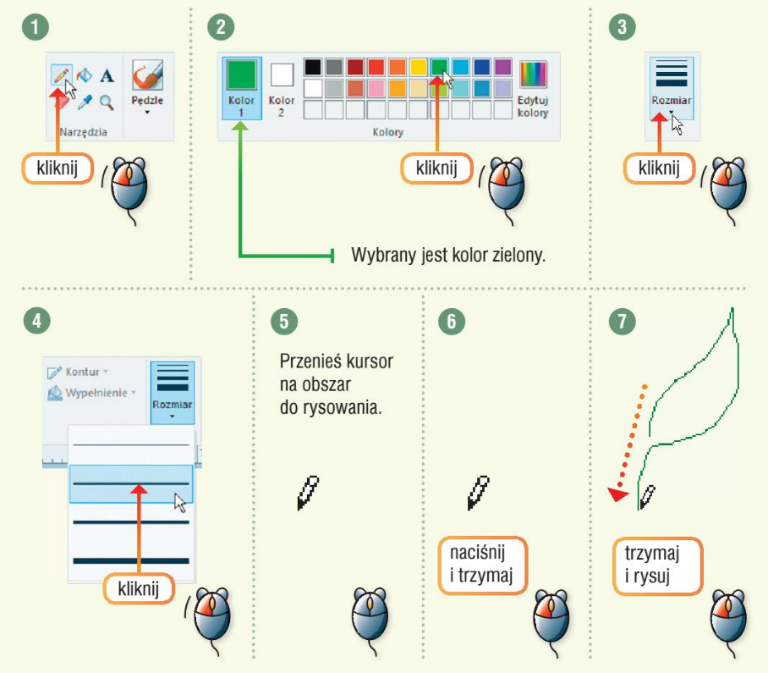 1
A
Pędzle
Narzędzia
kliknij
2
Kolor
1
Kolor
2
Edytuj
kolory
Kolory
kliknij
Wybrany jest kolor zielony.
3
Rozmiar
kliknij
4
Kontur
Wypełnienie
Rozmiar
kliknij
5
Przenieś kursor
na obszar
do rysowania.
6
naciśnij
i trzymaj
7
trzymaj
i rysuj